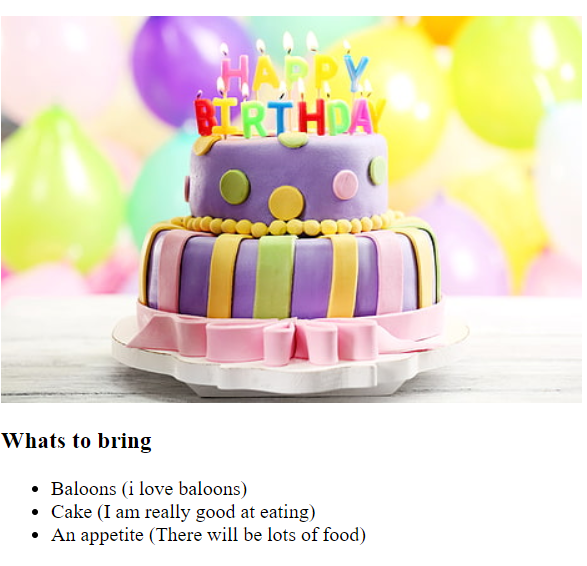 HAPPY
BIRTHDAY
Whats to bring
Baloons (i love baloons)
Cake (I am really good at eating)
An appetite (There will be lots of food)